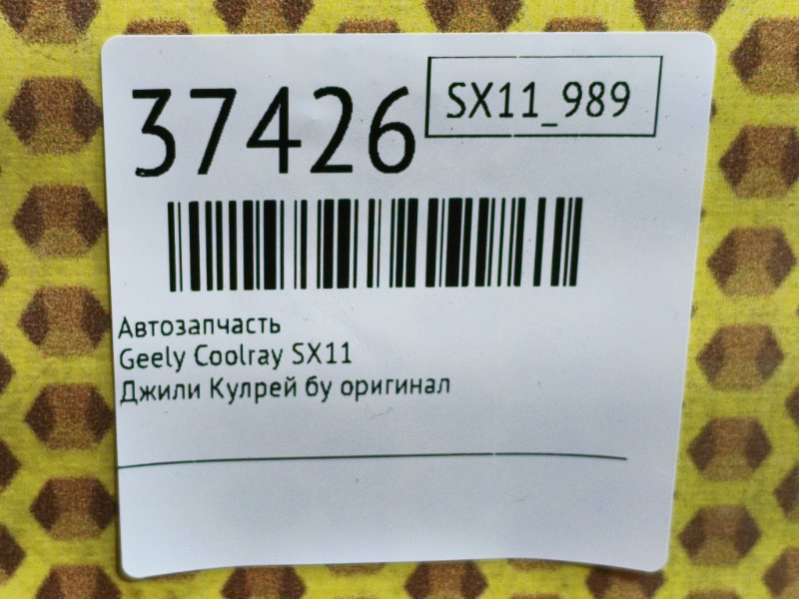 37426
SX11_989
Автозапчасть
Geely Coolray SX11
Джили Кулрей бу оригинал